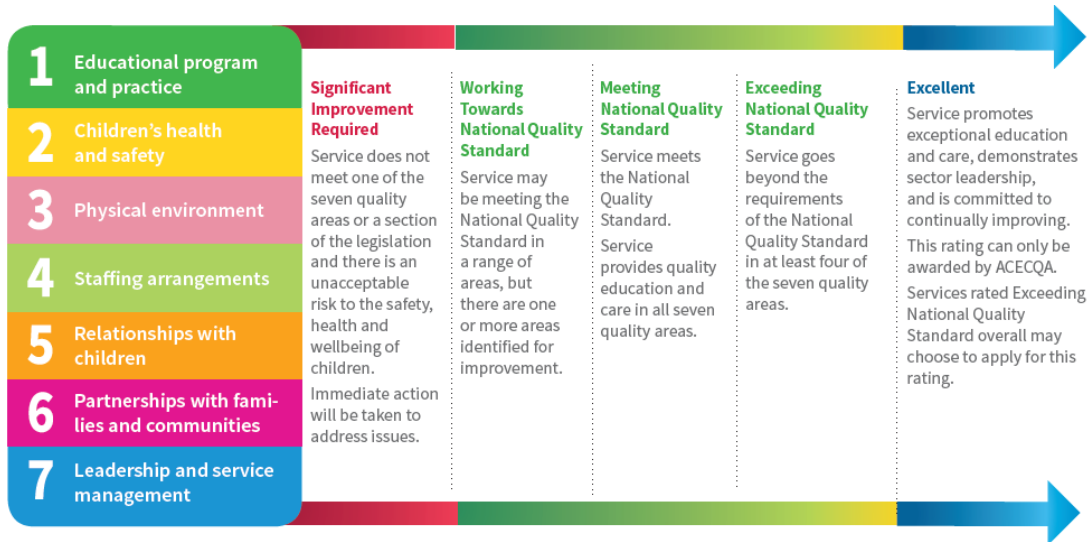 1
Educational program
and practice
2
Children's health
and safety
3
Physical environment
4
Staffing arrangements
5
Relationships with
children
6
Partnerships with fami-
lies and communities
7
Leadership and service
management
Significant
Improvement
Required
Service does not
meet one of the
seven quality
areas or a section
of the legislation
and there is an
unacceptable
risk to the safety,
health and
wellbeing of
children.
Immediate action
will be taken to
address issues.
Working
Towards
National Quality
Standard
Service may
be meeting the
National Quality
Standard in
a range of
areas, but
there are one
or more areas
identified for
improvement.
Meeting
National Quality
Standard
Service meets
the National
Quality
Standard.
Service
provides quality
education and
care in all seven
quality areas.
Exceeding
National Quality
Standard
Service goes
beyond the
requirements
of the National
Quality Standard
in at least four of
the seven quality
areas.
Excellent
Service promotes
exceptional education
and care, demonstrates
sector leadership,
and is committed to
continually improving.
This rating can only be
awarded by ACECQA.
Services rated Exceeding
National Quality
Standard overall may
choose to apply for this
rating.